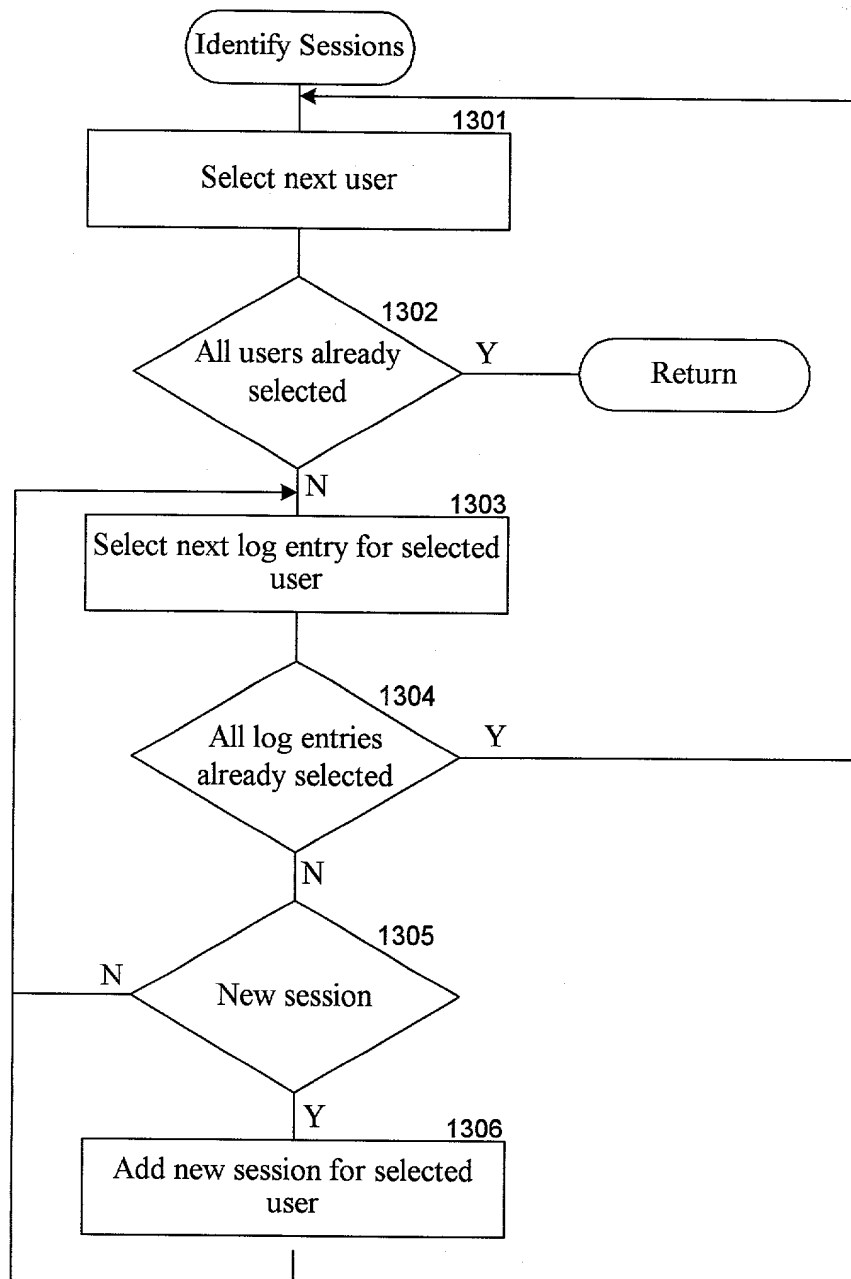 Identify Sessions
1301
Select next user
1302
All users already
selected
Y
Return
N
1303
Select next log entry for selected
user
1304
All log entries
already selected
Y
N
1305
New session
N
Y
1306
Add new session for selected
user